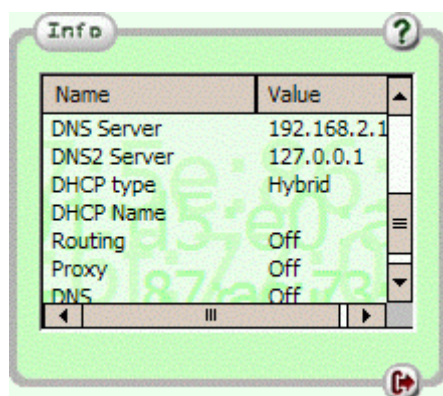 Info
?
Name Value
DNS Server 192.168.2.1
DNS2 Server 127.0.0.1
DHCP type Hybrid
DHCP Name
Routing Off
Proxy Off
DNS Off